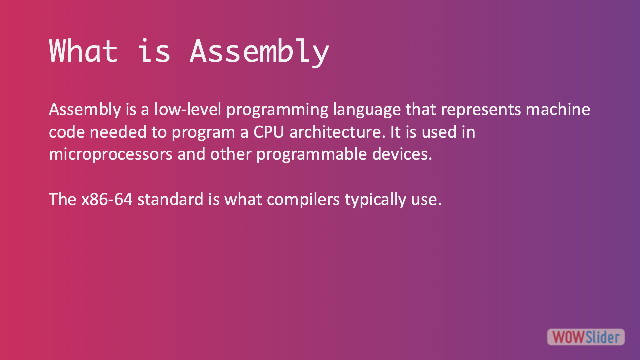 What is Assembly
Assembly is a low-level programming language that represents machine
code needed to program a CPU architecture. It is used in
microprocessors and other programmable devices.
The x86-64 standard is what compilers typically use.
WOWSlider